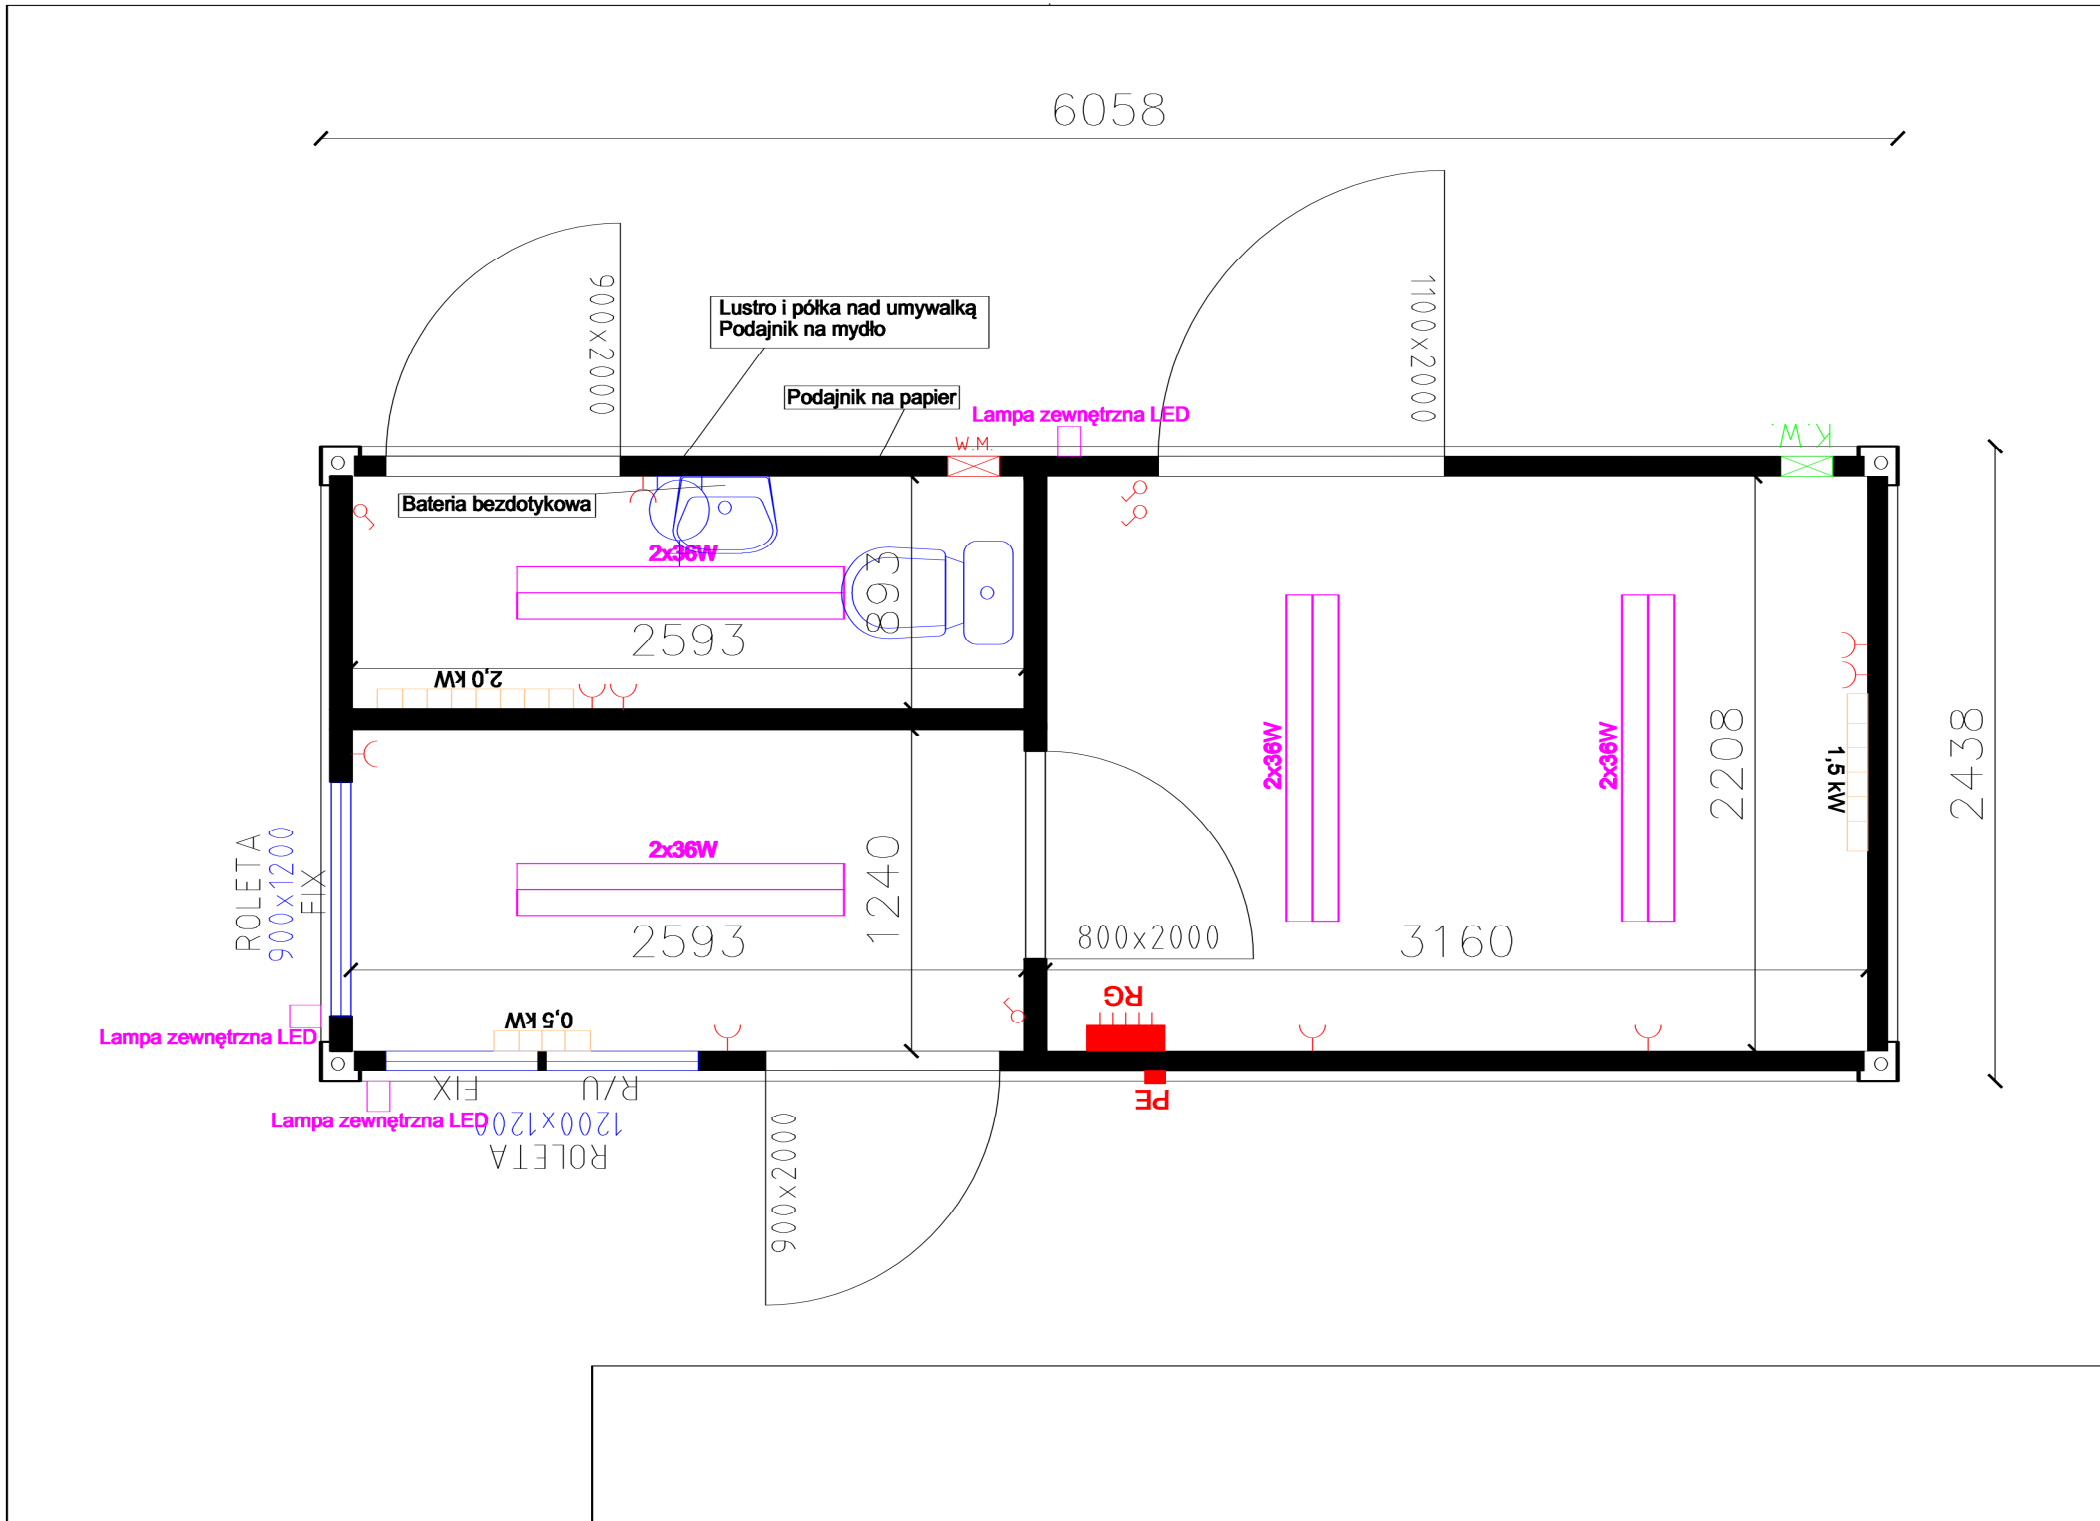 6058
900x2000
1100x2000
Lustro i półka nad umywalką
Podajnik na mydło
Podajnik na papier
Lampa zewnętrzna LED
W.M.
K.W.
Bateria bezdotykowa
2x36W
893
2593
2,0 kW
2x36W
2x36W
2208
1,5 kW
2438
ROLETA
900x1200
FIX
2x36W
1240
2593
800x2000
3160
RG
0,5 kW
Lampa zewnętrzna LED
FIX
R/U
PE
Lampa zewnętrzna LED
1200x1200
ROLETA
900x2000